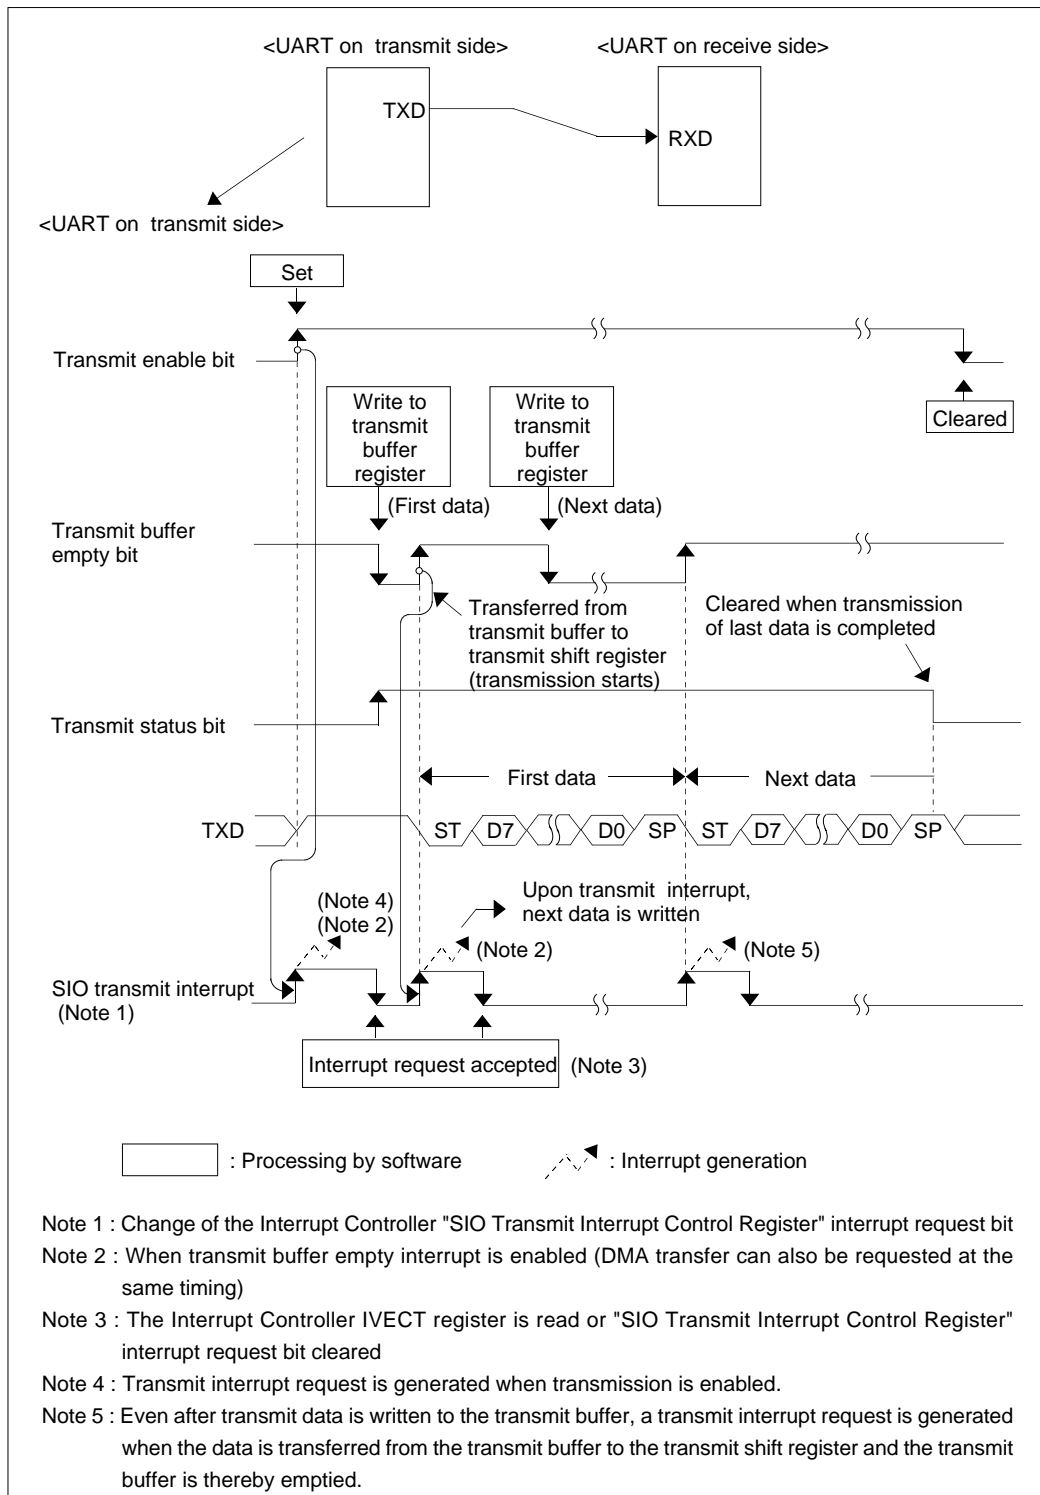 <UART on transmit side>
<UART on receive side>
TXD
RXD
<UART on transmit side>
Set
Transmit enable bit
Cleared
Write to
transmit
buffer
register
Write to
transmit
buffer
register
(First data)
(Next data)
Transmit buffer
empty bit
Transferred from
transmit buffer to
transmit shift register
(transmission starts)
Cleared when transmission
of last data is completed
Transmit status bit
First data
Next data
TXD
ST D7 D0 SP ST D7 D0 SP
Upon transmit interrupt,
next data is written
(Note 4)
(Note 2)
(Note 2)
(Note 5)
SIO transmit interrupt
(Note 1)
Interrupt request accepted
(Note 3)
: Processing by software
: Interrupt generation
Note 1 : Change of the Interrupt Controller "SIO Transmit Interrupt Control Register" interrupt request bit
Note 2 : When transmit buffer empty interrupt is enabled (DMA transfer can also be requested at the
same timing)
Note 3 : The Interrupt Controller IVECT register is read or "SIO Transmit Interrupt Control Register"
interrupt request bit cleared
Note 4 : Transmit interrupt request is generated when transmission is enabled.
Note 5 : Even after transmit data is written to the transmit buffer, a transmit interrupt request is generated
when the data is transferred from the transmit buffer to the transmit shift register and the transmit
buffer is thereby emptied.